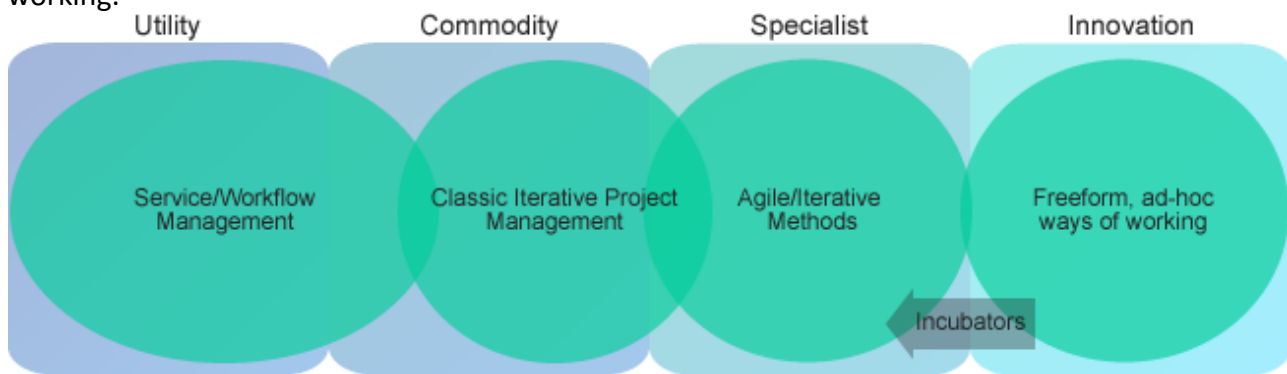 working.
Utility
Commodity
Specialist
Innovation
Service/Workflow
Management
Classic Iterative Project
Management
Agile/Iterative
Methods
Freeform, ad-hoc
ways of working
Incubators